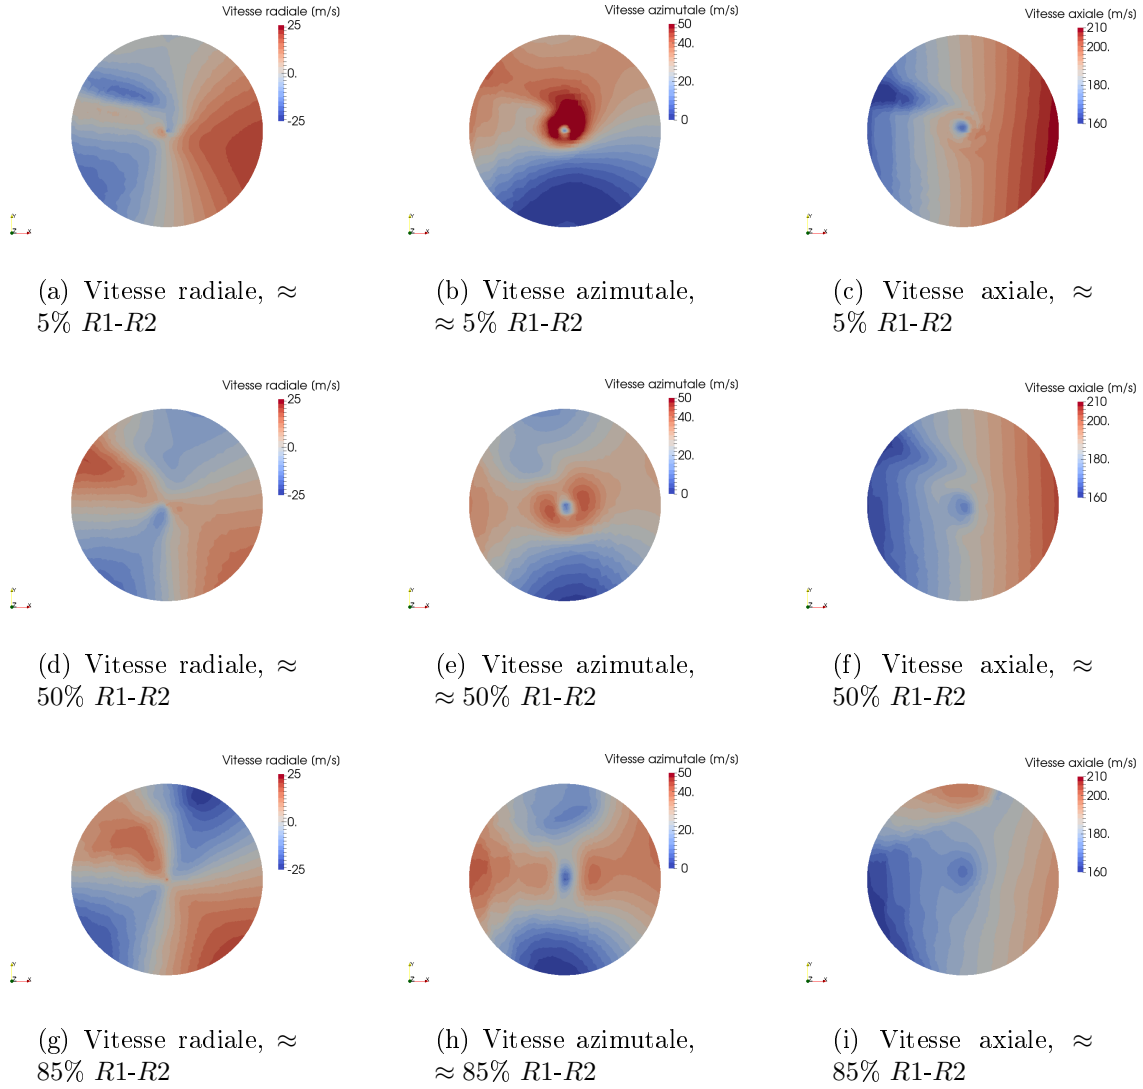 Vitesse radiale (m/s)
25
0.
-25
Y
Z X
Vitesse azimutale (m/s)
50
40.
20.
0
Y
Z X
Vitesse axiale (m/s)
210
200.
180.
160
Y
Z X
(a) Vitesse radiale, ≈
5% R1-R2
(b) Vitesse azimutale,
≈ 5% R1-R2
(c) Vitesse axiale, ≈
5% R1-R2
Vitesse radiale (m/s)
25
0.
-25
Y
Z X
Vitesse azimutale (m/s)
50
40.
20.
0
Y
Z X
Vitesse axiale (m/s)
210
200.
180.
160
Y
Z X
(d) Vitesse radiale, ≈
50% R1-R2
(e) Vitesse azimutale,
≈ 50% R1-R2
(f) Vitesse axiale, ≈
50% R1-R2
Vitesse radiale (m/s)
25
0.
-25
Y
Z X
Vitesse azimutale (m/s)
50
40.
20.
0
Y
Z X
Vitesse axiale (m/s)
210
200.
180.
160
Y
Z X
(g) Vitesse radiale, ≈
85% R1-R2
(h) Vitesse azimutale,
≈ 85% R1-R2
(i) Vitesse axiale, ≈
85% R1-R2